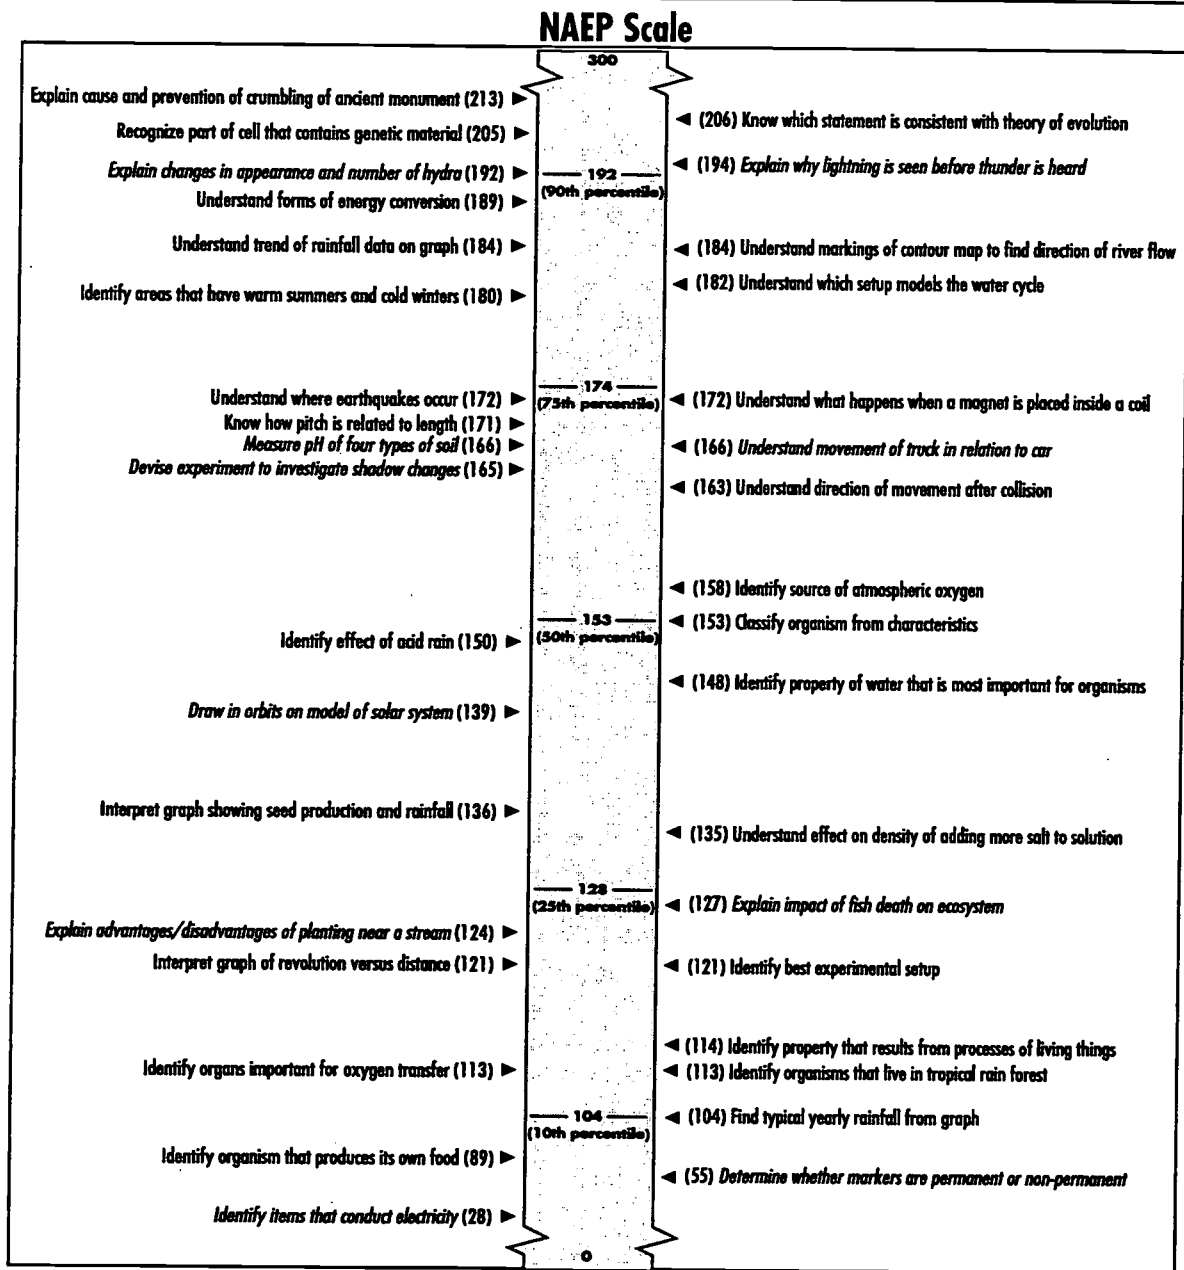 NAEP Scale
300
Explain cause and prevention of crumbling of ancient monument (213) ►
◄ (206) Know which statement is consistent with theory of evolution
Recognize part of cell that contains genetic material (205) ►
◄ (194) Explain why lightning is seen before thunder is heard
Explain changes in appearance and number of hydra (192) ►
192
(90th percentile)
Understand forms of energy conversion (189) ►
Understand trend of rainfall data on graph (184) ►
◄ (184) Understand markings of contour map to find direction of river flow
◄ (182) Understand which setup models the water cycle
Identify areas that have warm summers and cold winters (180) ►
174
(75th percentile)
Understand where earthquakes occur (172) ►
◄ (172) Understand what happens when a magnet is placed inside a coil
Know how pitch is related to length (171) ►
Measure pH of four types of soil (166) ►
◄ (166) Understand movement of truck in relation to car
Devise experiment to investigate shadow changes (165) ►
◄ (163) Understand direction of movement after collision
◄ (158) Identify source of atmospheric oxygen
153
(50th percentile)
◄ (153) Classify organism from characteristics
Identify effect of acid rain (150) ►
◄ (148) Identify property of water that is most important for organisms
Draw in orbits on model of solar system (139) ►
Interpret graph showing seed production and rainfall (136) ►
◄ (135) Understand effect on density of adding more salt to solution
128
(25th percentile)
◄ (127) Explain impact of fish death on ecosystem
Explain advantages/disadvantages of planting near a stream (124) ►
Interpret graph of revolution versus distance (121) ►
◄ (121) Identify best experimental setup
◄ (114) Identify property that results from processes of living things
Identify organs important for oxygen transfer (113) ►
◄ (113) Identify organisms that live in tropical rain forest
104
(10th percentile)
◄ (104) Find typical yearly rainfall from graph
Identify organism that produces its own food (89) ►
◄ (55) Determine whether markers are permanent or non-permanent
Identify items that conduct electricity (28) ►
0